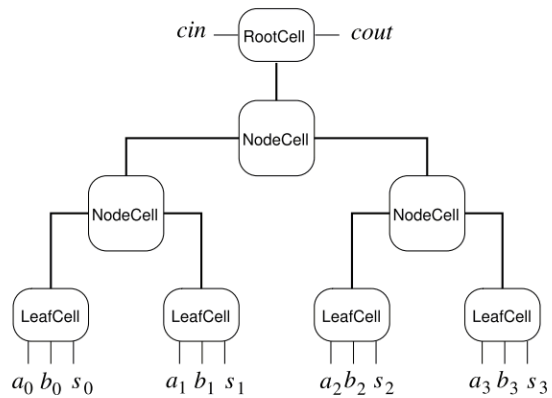 cin RootCell cout
NodeCell
NodeCell NodeCell
LeafCell LeafCell LeafCell LeafCell
a0 b0 s0 a1 b1 s1 a2 b2 s2 a3 b3 s3